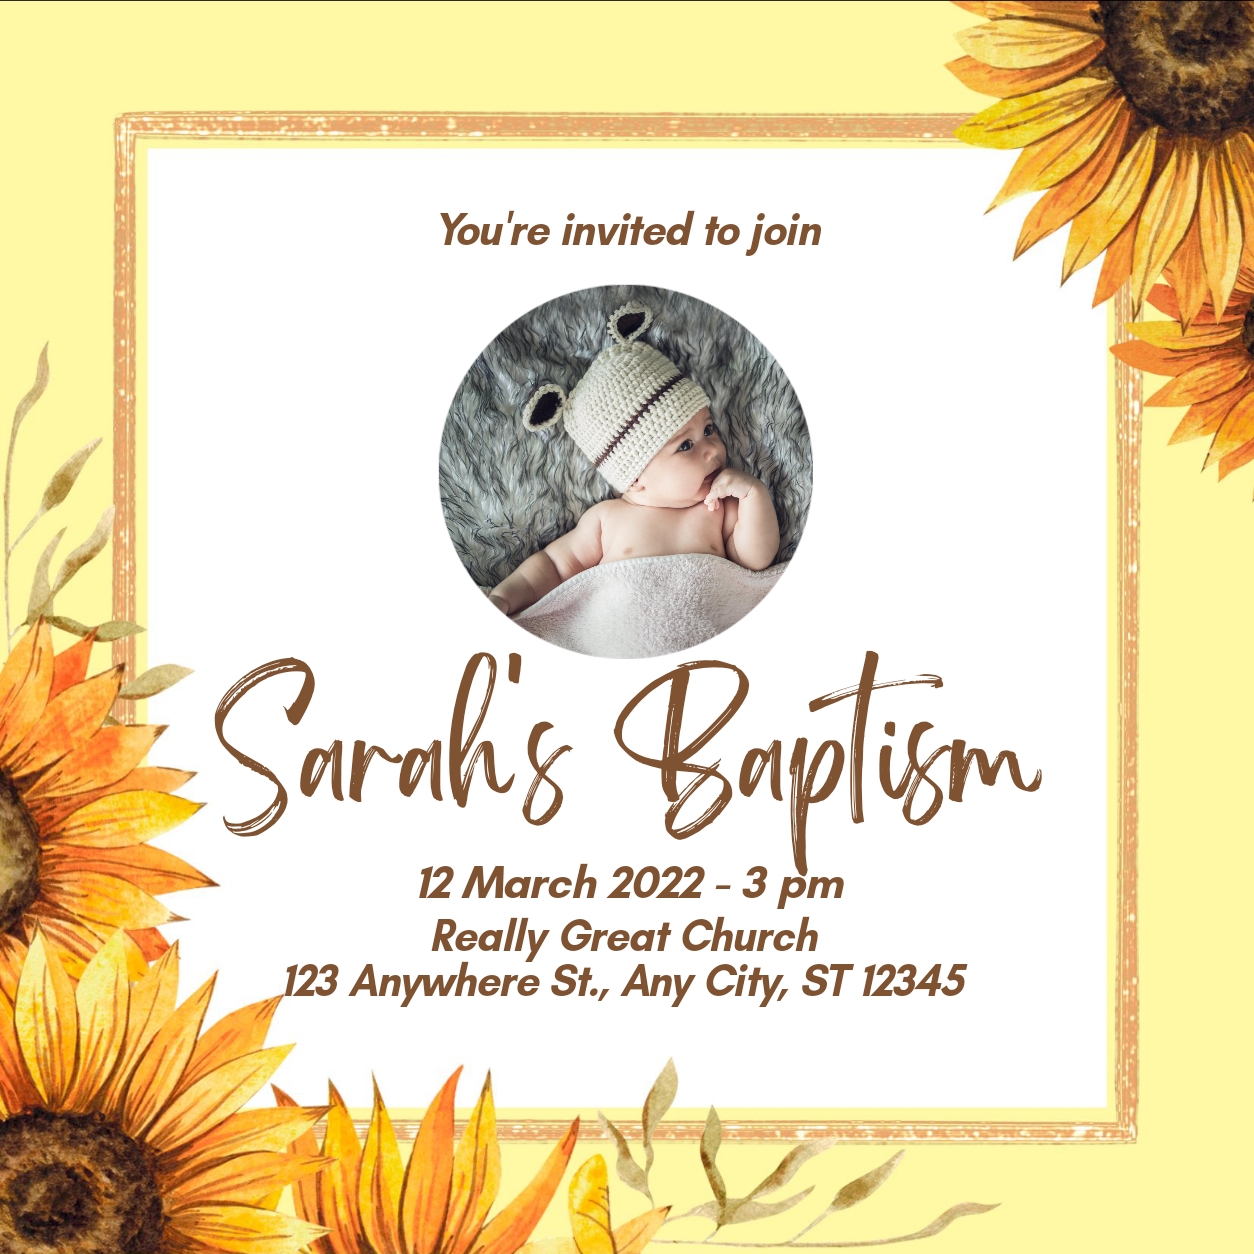 You're invited to join
Sarah's Baptism
12 March 2022 - 3 pm
Really Great Church
123 Anywhere St., Any City, ST 12345